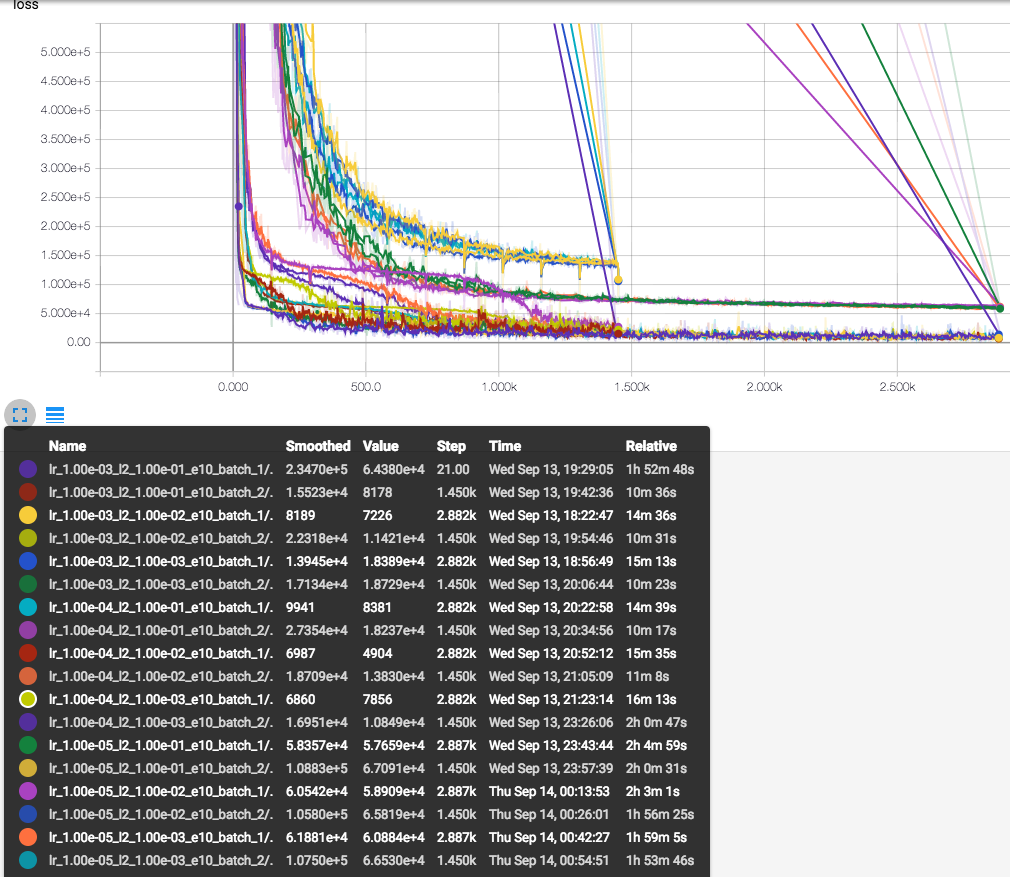 loss
5.000e+5
4.500e+5
4.000e+5
3.500e+5
3.000e+5
2.500e+5
2.000e+5
1.500e+5
1.000e+5
5.000e+4
0.00
0.000 500.0 1.000k 1.500k 2.000k 2.500k
Name Smoothed Value Step Time Relative
lr_1.00e-03_l2_1.00e-01_e10_batch_1/. 2.3470e+5 6.4380e+4 21.00 Wed Sep 13, 19:29:05 1h 52m 48s
lr_1.00e-03_l2_1.00e-01_e10_batch_2/. 1.5523e+4 8178 1.450k Wed Sep 13, 19:42:36 10m 36s
lr_1.00e-03_l2_1.00e-02_e10_batch_1/. 8189 7226 2.882k Wed Sep 13, 18:22:47 14m 36s
lr_1.00e-03_l2_1.00e-02_e10_batch_2/. 2.2318e+4 1.1421e+4 1.450k Wed Sep 13, 19:54:46 10m 31s
lr_1.00e-03_l2_1.00e-03_e10_batch_1/. 1.3945e+4 1.8389e+4 2.882k Wed Sep 13, 18:56:49 15m 13s
lr_1.00e-03_l2_1.00e-03_e10_batch_2/. 1.7134e+4 1.8729e+4 1.450k Wed Sep 13, 20:06:44 10m 23s
lr_1.00e-04_l2_1.00e-01_e10_batch_1/. 9941 8381 2.882k Wed Sep 13, 20:22:58 14m 39s
lr_1.00e-04_l2_1.00e-01_e10_batch_2/. 2.7354e+4 1.8237e+4 1.450k Wed Sep 13, 20:34:56 10m 17s
lr_1.00e-04_l2_1.00e-02_e10_batch_1/. 6987 4904 2.882k Wed Sep 13, 20:52:12 15m 35s
lr_1.00e-04_l2_1.00e-02_e10_batch_2/. 1.8709e+4 1.3830e+4 1.450k Wed Sep 13, 21:05:09 11m 8s
lr_1.00e-04_l2_1.00e-03_e10_batch_1/. 6860 7856 2.882k Wed Sep 13, 21:23:14 16m 13s
lr_1.00e-04_l2_1.00e-03_e10_batch_2/. 1.6951e+4 1.0849e+4 1.450k Wed Sep 13, 23:26:06 2h 0m 47s
lr_1.00e-05_l2_1.00e-01_e10_batch_1/. 5.8357e+4 5.7659e+4 2.887k Wed Sep 13, 23:43:44 2h 4m 59s
lr_1.00e-05_l2_1.00e-01_e10_batch_2/. 1.0883e+5 6.7091e+4 1.450k Wed Sep 13, 23:57:39 2h 0m 31s
lr_1.00e-05_l2_1.00e-02_e10_batch_1/. 6.0542e+4 5.8909e+4 2.887k Thu Sep 14, 00:13:53 2h 3m 1s
lr_1.00e-05_l2_1.00e-02_e10_batch_2/. 1.0580e+5 6.5819e+4 1.450k Thu Sep 14, 00:26:01 1h 56m 25s
lr_1.00e-05_l2_1.00e-03_e10_batch_1/. 6.1881e+4 6.0884e+4 2.887k Thu Sep 14, 00:42:27 1h 59m 5s
lr_1.00e-05_l2_1.00e-03_e10_batch_2/. 1.0750e+5 6.6530e+4 1.450k Thu Sep 14, 00:54:51 1h 53m 46s